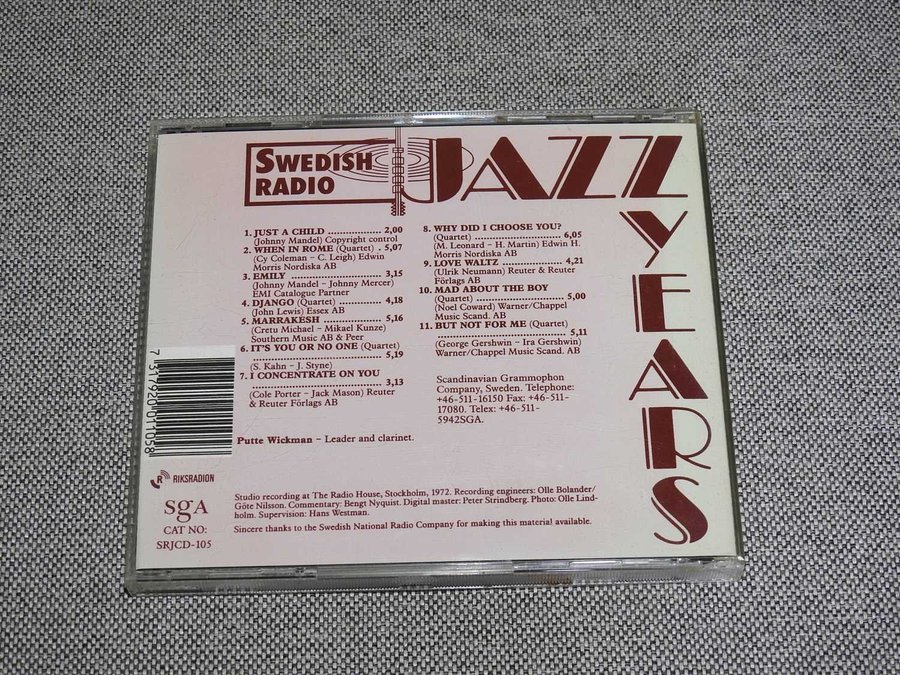 SWEDISH
RADIO
JAZZ
YEARS
1. JUST A CHILD .................. 2,00
(Johnny Mandel) Copyright control
2. WHEN IN ROME (Quartet) . 5,07
(Cy Coleman – C. Leigh) Edwin
Morris Nordiska AB
3. EMILY .............................. 3,15
(Johnny Mandel – Johnny Mercer)
EMI Catalogue Partner
4. DJANGO (Quartet) ............. 4,18
(John Lewis) Essex AB
5. MARRAKESH .................... 5,16
(Cretu Michael – Mikael Kunze)
Southern Music AB & Peer
6. IT'S YOU OR NO ONE (Quartet)
........................................ 5,19
(S. Kahn – J. Styne)
7. I CONCENTRATE ON YOU
........................................ 3,13
(Cole Porter – Jack Mason) Reuter
& Reuter Förlags AB
8. WHY DID I CHOOSE YOU?
(Quartet) ........................... 6,05
(M. Leonard – H. Martin) Edwin H.
Morris Nordiska AB
9. LOVE WALTZ .................... 4,21
(Ulrik Neumann) Reuter & Reuter
Förlags AB
10. MAD ABOUT THE BOY
(Quartet) ........................... 5,00
(Noel Coward) Warner/Chappel
Music Scand. AB
11. BUT NOT FOR ME (Quartet)
........................................ 5,11
(George Gershwin – Ira Gershwin)
Warner/Chappel Music Scand. AB
Scandinavian Grammophon
Company, Sweden. Telephone:
+46-511-16150 Fax: +46-511-
17080. Telex: +46-511-
5942SGA.
Putte Wickman – Leader and clarinet.
7 317920 011058
RIKSRADION
sga
CAT NO:
SRJCD-105
Studio recording at The Radio House, Stockholm, 1972. Recording engineers: Olle Bolander/
Göte Nilsson. Commentary: Bengt Nyquist. Digital master: Peter Strindberg. Photo: Olle Lind-
holm. Supervision: Hans Westman.
Sincere thanks to the Swedish National Radio Company for making this material available.